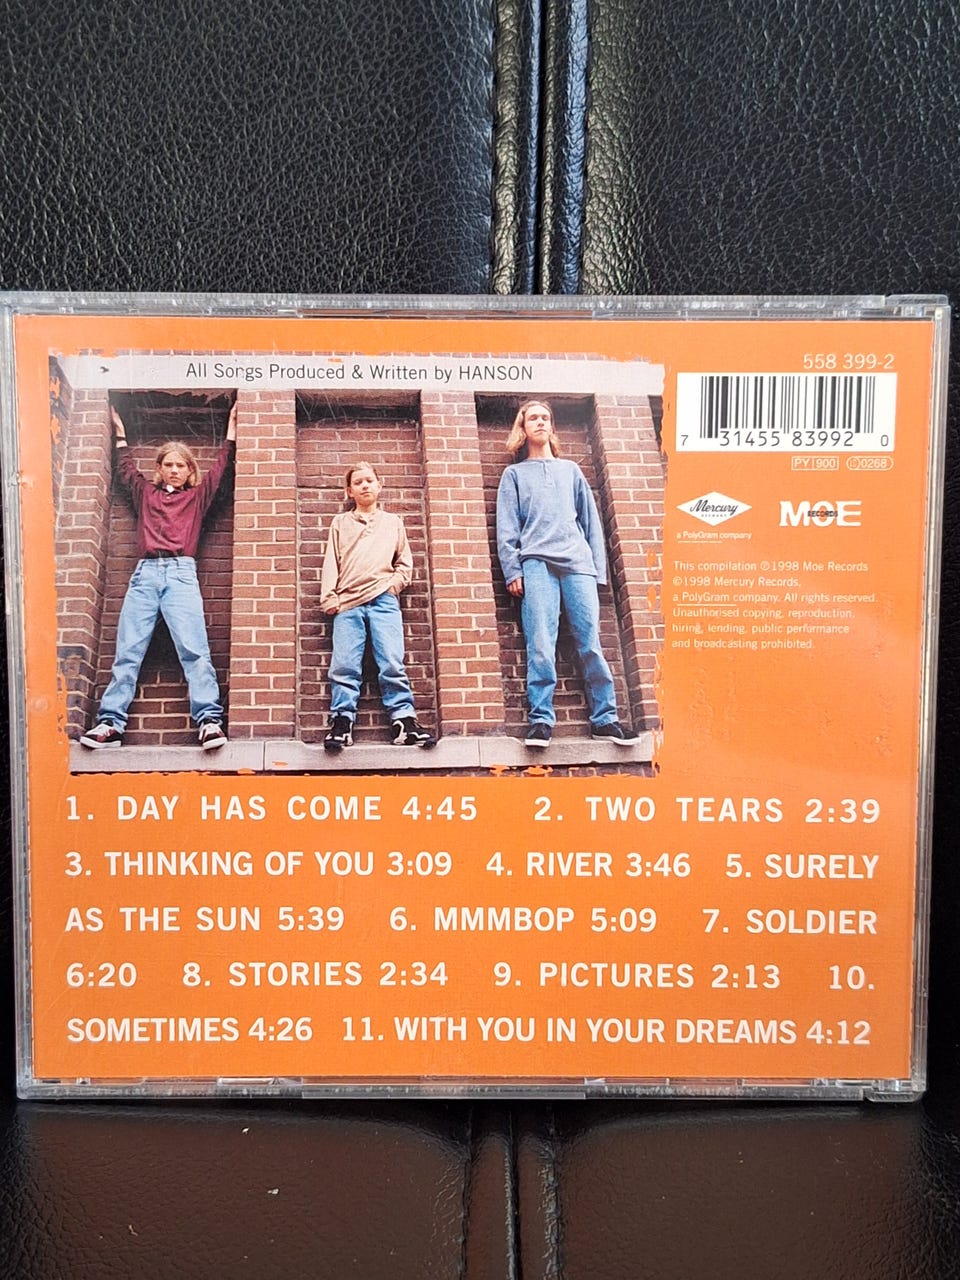 All Songs Produced & Written by HANSON
558 399-2
7 31455 83992 0
PY 900 0268
Mercury
RECORDS
a PolyGram company
MOE
RECORDS
This compilation ℗1998 Moe Records
©1998 Mercury Records,
a PolyGram company. All rights reserved.
Unauthorised copying, reproduction,
hiring, lending, public performance
and broadcasting prohibited.
1. DAY HAS COME 4:45 2. TWO TEARS 2:39
3. THINKING OF YOU 3:09 4. RIVER 3:46 5. SURELY
AS THE SUN 5:39 6. MMMBOP 5:09 7. SOLDIER
6:20 8. STORIES 2:34 9. PICTURES 2:13 10.
SOMETIMES 4:26 11. WITH YOU IN YOUR DREAMS 4:12